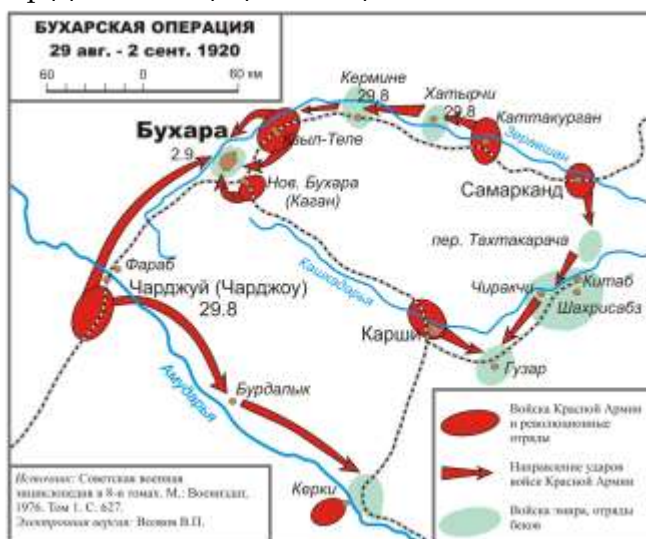 БУХАРСКАЯ ОПЕРАЦИЯ
29 авг. - 2 сент. 1920
60 0 60 км
Кермине
29.8
Хатырчи
29.8
Каттакурган
Зеравшан
Бухара
2.9
Кзыл-Тепе
Нов. Бухара
(Каган)
Самарканд
пер. Тахтакарача
Фараб
Чарджуй (Чарджоу)
29.8
Кашкадарья
Чиракчи
Китаб
Шахрисабз
Карши
Гузар
Амударья
Бурдалык
Керки
Войска Красной Армии
и революционные
отряды
Направление ударов
войск Красной Армии
Войска эмира, отряды
беков
Источник: Советская военная
энциклопедия в 8-и томах. М.: Воениздат,
1976. Том 1. С. 627.
Электронная версия: